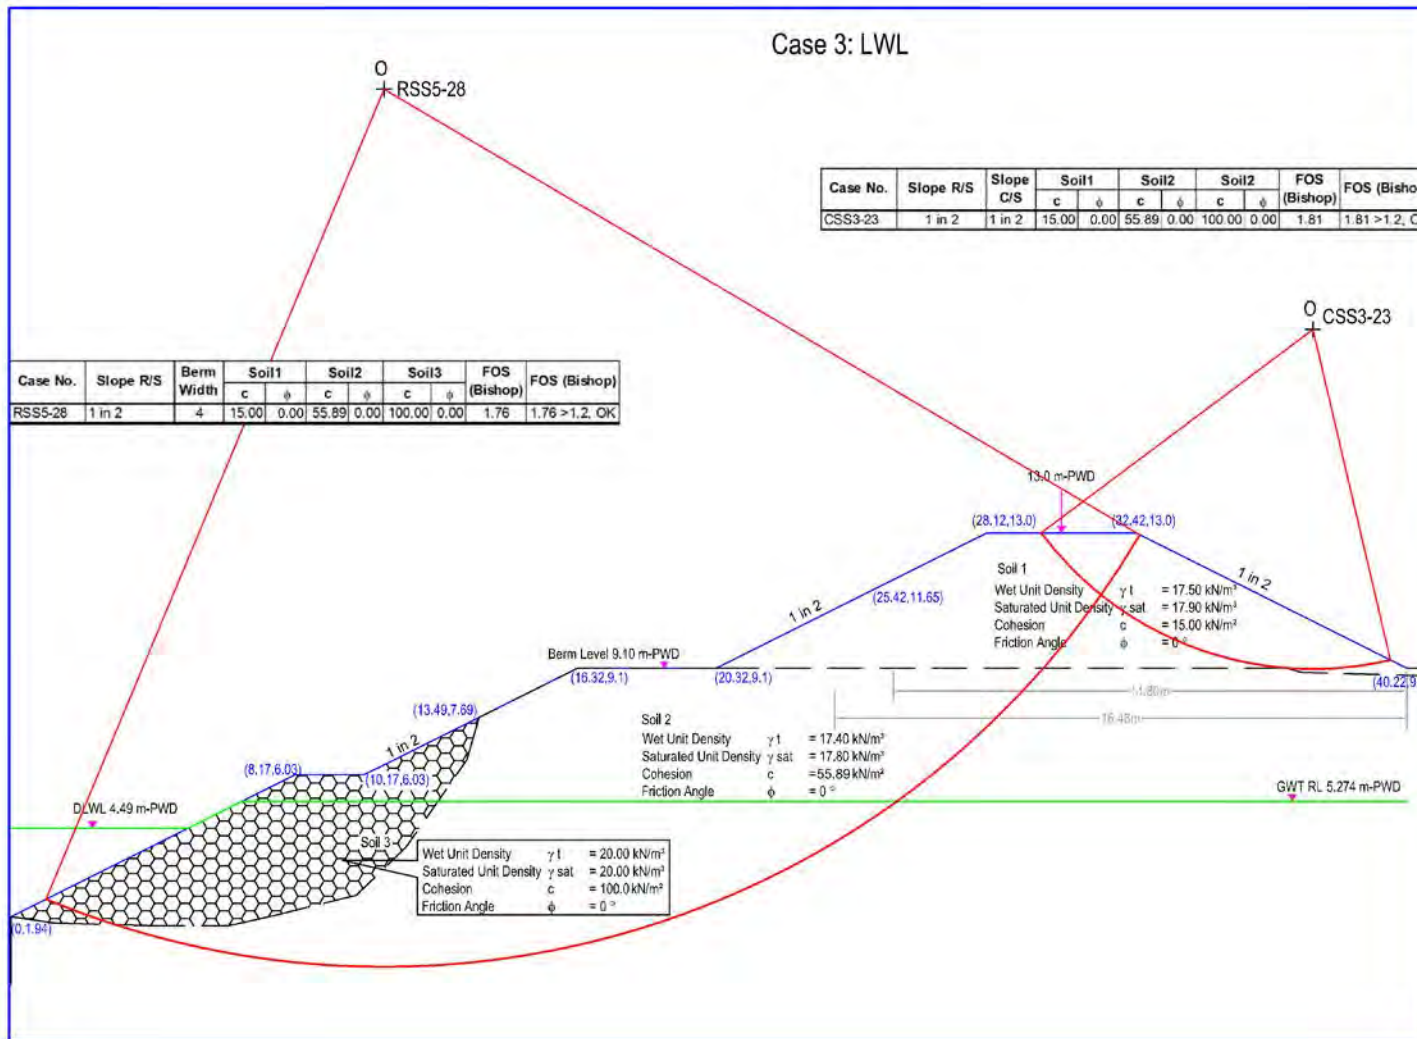 Case 3: LWL
O
RSS5-28
Case No. Slope R/S Slope C/S Soil1 Soil2 Soil2 FOS (Bishop) FOS (Bisho
c ϕ c ϕ c ϕ
CSS3-23 1 in 2 1 in 2 15.00 0.00 55.89 0.00 100.00 0.00 1.81 1.81 >1.2, O
O
CSS3-23
Case No. Slope R/S Berm Width Soil1 Soil2 Soil3 FOS (Bishop) FOS (Bishop)
c ϕ c ϕ c ϕ
RSS5-28 1 in 2 4 15.00 0.00 55.89 0.00 100.00 0.00 1.76 1.76 >1.2, OK
13.0 m-PWD
(28.12,13.0)
(32.42,13.0)
1 in 2
1 in 2
(25.42,11.65)
Soil 1
Wet Unit Density γ t = 17.50 kN/m³
Saturated Unit Density γ sat = 17.90 kN/m³
Cohesion c = 15.00 kN/m²
Friction Angle ϕ = 0 °
Berm Level 9.10 m-PWD
(16.32,9.1)
(20.32,9.1)
(40.22,9
11.80m
16.48m
(13.49,7.69)
1 in 2
Soil 2
Wet Unit Density γ t = 17.40 kN/m³
Saturated Unit Density γ sat = 17.80 kN/m³
Cohesion c =55.89 kN/m²
Friction Angle ϕ = 0 °
(8.17,6.03)
(10.17,6.03)
GWT RL 5.274 m-PWD
DLWL 4.49 m-PWD
Soil 3
Wet Unit Density γ t = 20.00 kN/m³
Saturated Unit Density γ sat = 20.00 kN/m³
Cohesion c = 100.0 kN/m²
Friction Angle ϕ = 0 °
(0,1.94)